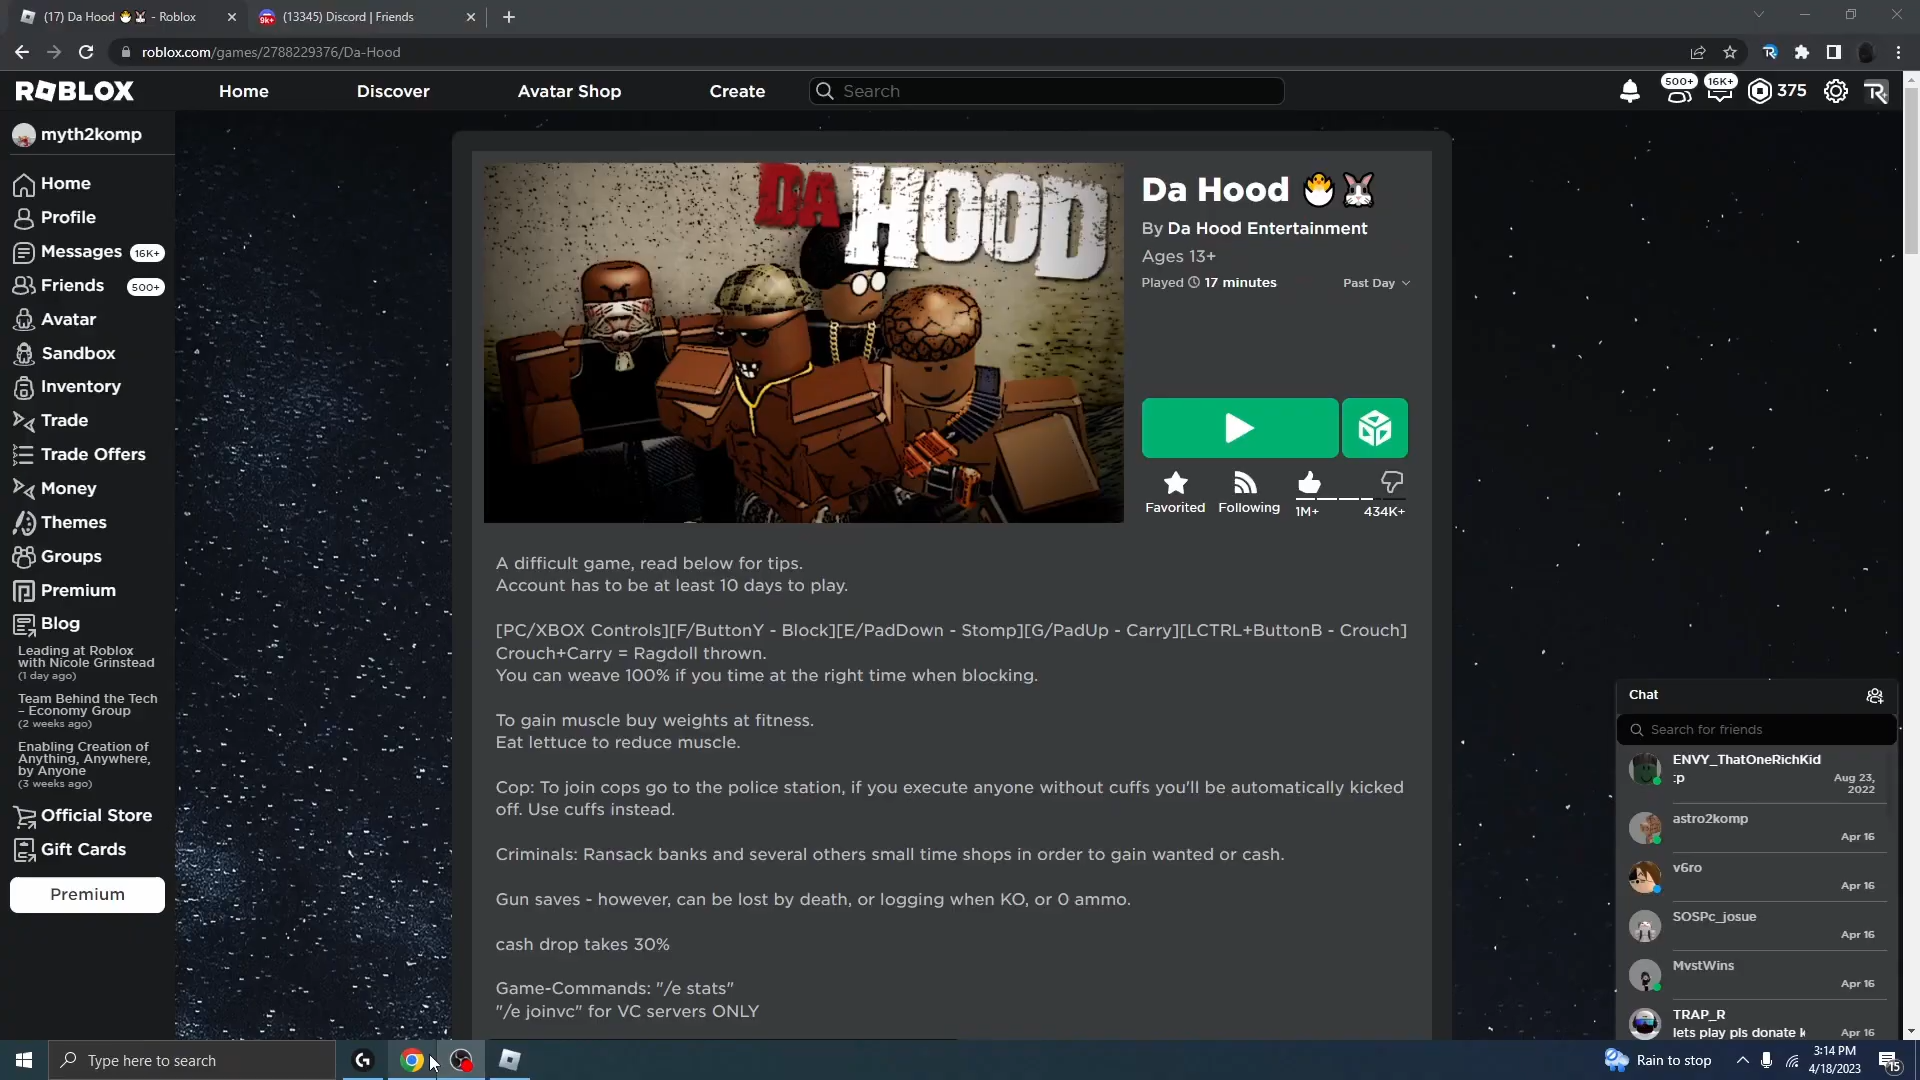 (17) Da Hood 🐣🐰 - Roblox
9k+
(13345) Discord | Friends
roblox.com/games/2788229376/Da-Hood
ROBLOX
Home
Discover
Avatar Shop
Create
Search
500+
16K+
375
myth2komp
Home
Profile
Messages 16K+
Friends 500+
Avatar
Sandbox
Inventory
Trade
Trade Offers
Money
Themes
Groups
Premium
Blog
Leading at Roblox
with Nicole Grinstead
(1 day ago)
Team Behind the Tech
– Economy Group
(2 weeks ago)
Enabling Creation of
Anything, Anywhere,
by Anyone
(3 weeks ago)
Official Store
Gift Cards
Premium
DA HOOD
Da Hood 🐣🐰
By Da Hood Entertainment
Ages 13+
Played 17 minutes
Past Day
Favorited
Following
1M+
434K+
A difficult game, read below for tips.
Account has to be at least 10 days to play.
[PC/XBOX Controls][F/ButtonY - Block][E/PadDown - Stomp][G/PadUp - Carry][LCTRL+ButtonB - Crouch]
Crouch+Carry = Ragdoll thrown.
You can weave 100% if you time at the right time when blocking.
To gain muscle buy weights at fitness.
Eat lettuce to reduce muscle.
Cop: To join cops go to the police station, if you execute anyone without cuffs you'll be automatically kicked
off. Use cuffs instead.
Criminals: Ransack banks and several others small time shops in order to gain wanted or cash.
Gun saves - however, can be lost by death, or logging when KO, or 0 ammo.
cash drop takes 30%
Game-Commands: "/e stats"
"/e joinvc" for VC servers ONLY
Chat
Search for friends
ENVY_ThatOneRichKid
:p
Aug 23,
2022
astro2komp
Apr 16
v6ro
Apr 16
SOSPc_josue
Apr 16
MvstWins
Apr 16
TRAP_R
lets play pls donate k
Apr 16
Type here to search
Rain to stop
3:14 PM
4/18/2023
15